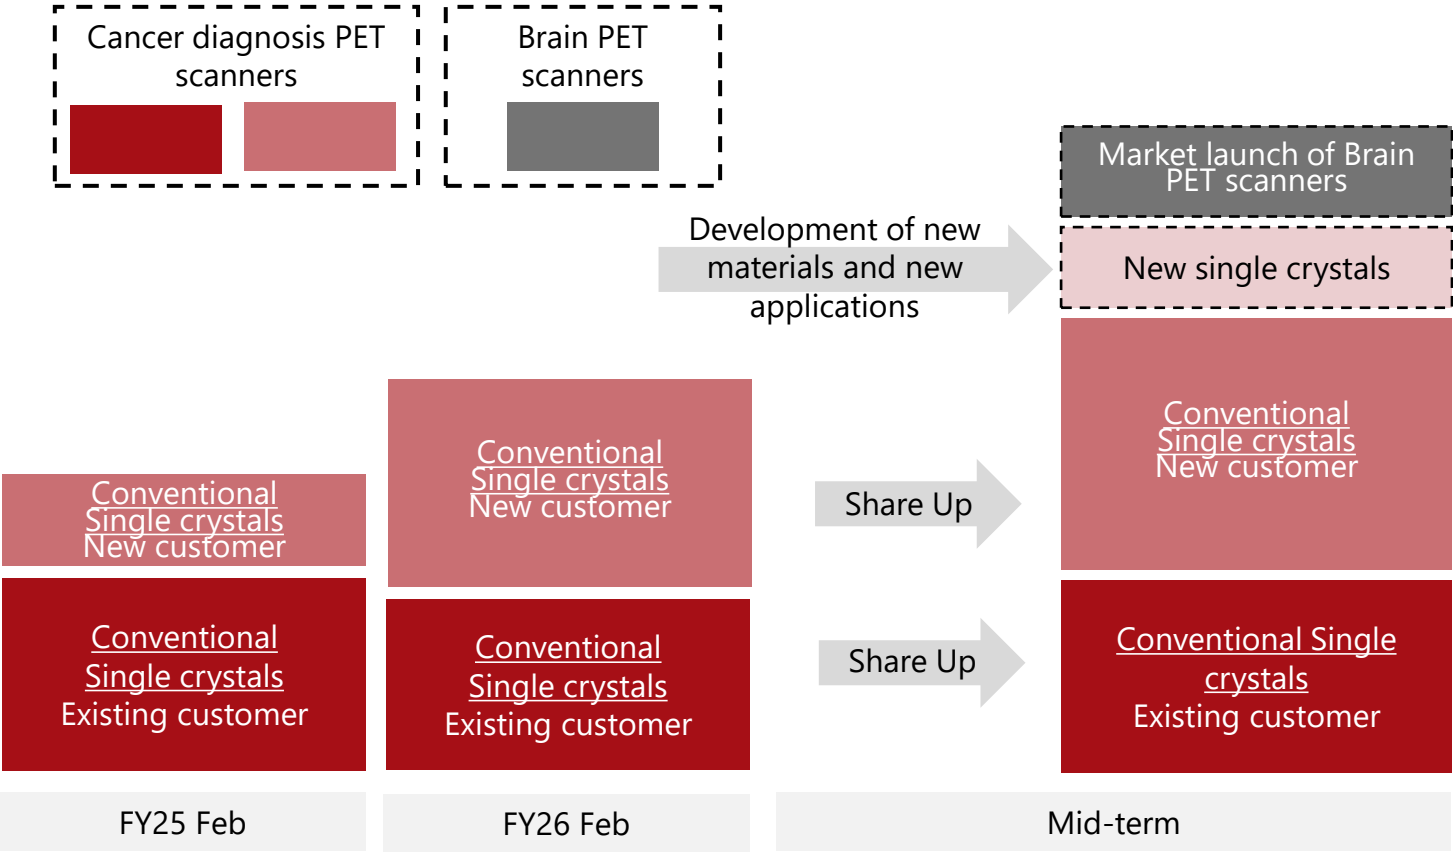 Cancer diagnosis PET
scanners
Brain PET
scanners
Market launch of Brain
PET scanners
Development of new
materials and new
applications
New single crystals
Conventional
Single crystals
New customer
Conventional
Single crystals
New customer
Share Up
Conventional
Single crystals
New customer
Conventional
Single crystals
Existing customer
Conventional
Single crystals
Existing customer
Share Up
Conventional Single
crystals
Existing customer
FY25 Feb
FY26 Feb
Mid-term